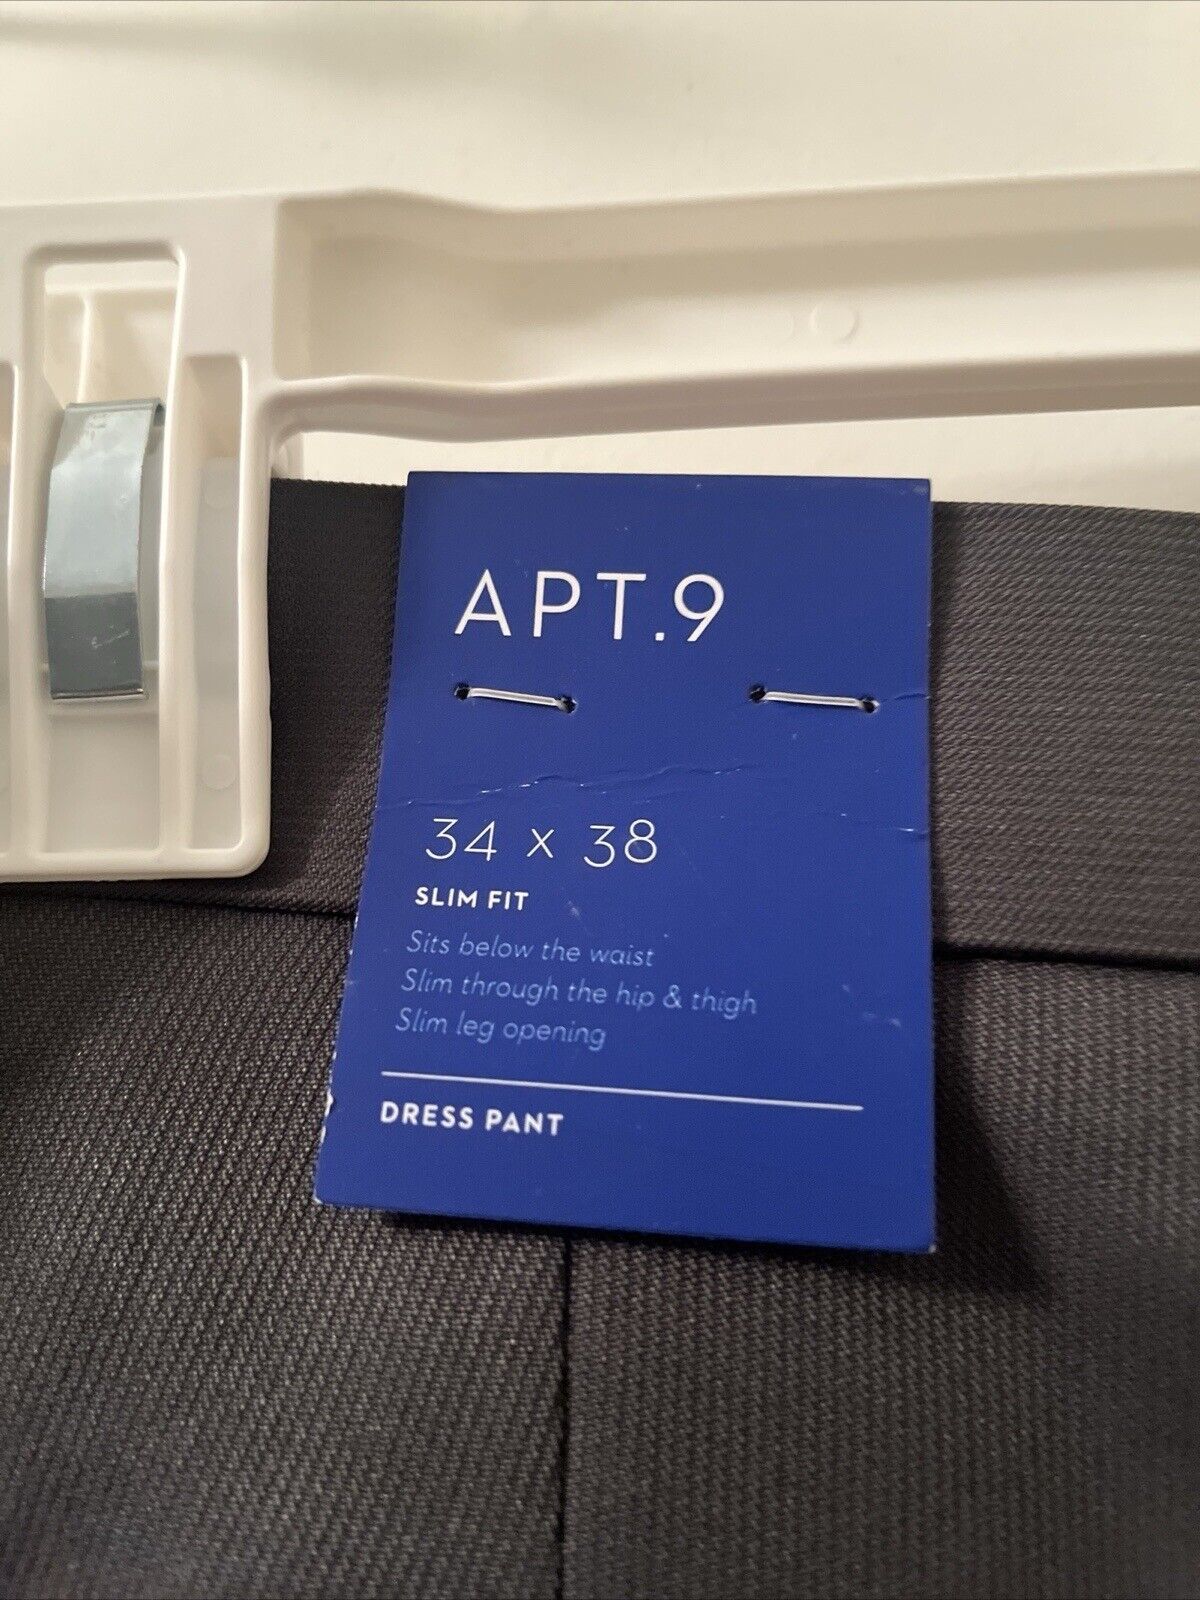 APT.9
34 x 38
SLIM FIT
Sits below the waist
Slim through the hip & thigh
Slim leg opening
DRESS PANT